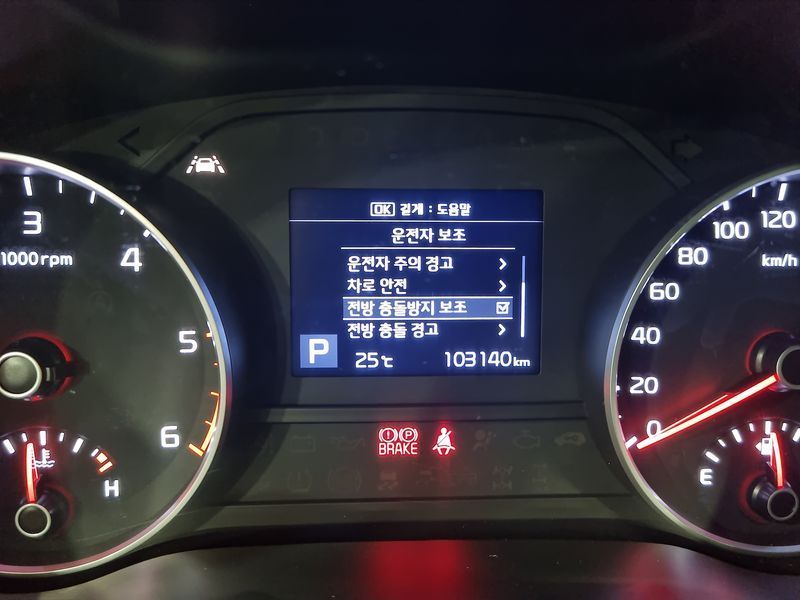 OK 길게 : 도움말
운전자 보조
운전자 주의 경고
차로 안전
전방 충돌방지 보조
전방 충돌 경고
P 25℃ 103140km
3
4
5
6
1000rpm
H
BRAKE
P
120
100
80
60
40
20
0
km/h
E